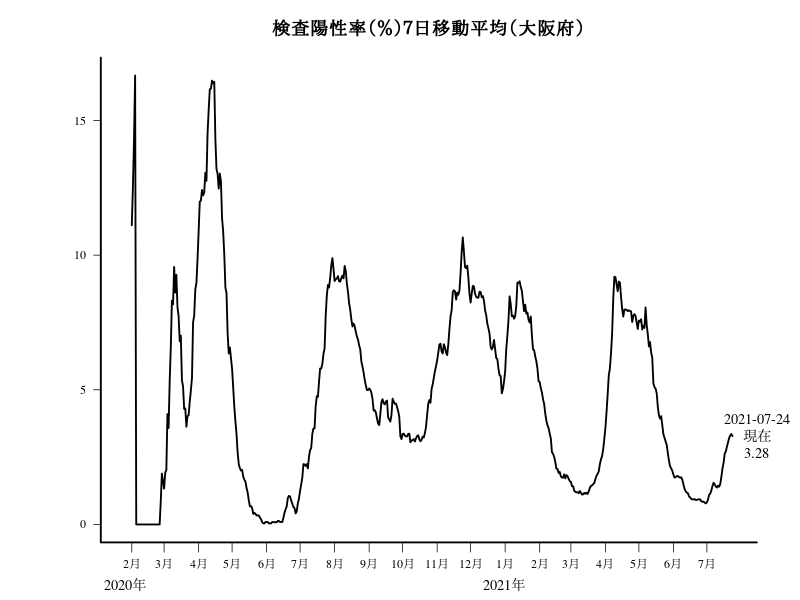 検査陽性率(%)7日移動平均(大阪府)
15
10
5
0
2021-07-24
現在
3.28
2月 3月 4月 5月 6月 7月 8月 9月 10月 11月 12月 1月 2月 3月 4月 5月 6月 7月
2020年 2021年